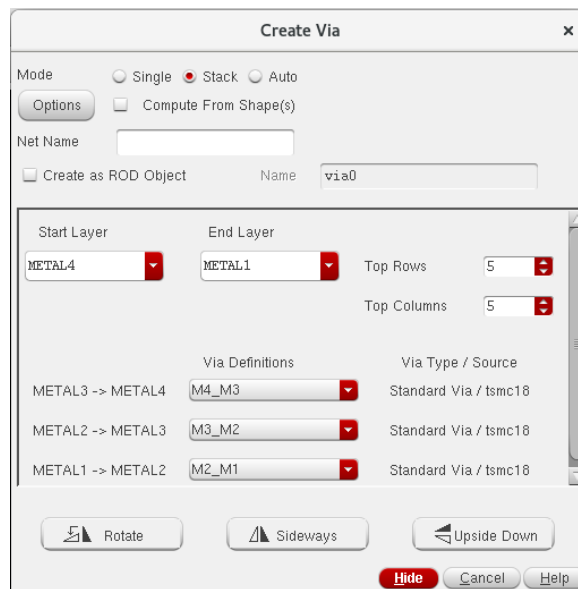 Create Via
×
Mode Single Stack Auto
Options Compute From Shape(s)
Net Name
Create as ROD Object Name via0
Start Layer End Layer
METAL4 METAL1 Top Rows 5
Top Columns 5
Via Definitions Via Type / Source
METAL3 -> METAL4 M4_M3 Standard Via / tsmc18
METAL2 -> METAL3 M3_M2 Standard Via / tsmc18
METAL1 -> METAL2 M2_M1 Standard Via / tsmc18
Rotate Sideways Upside Down
Hide Cancel Help